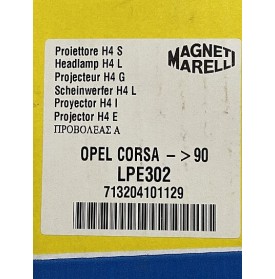 Proiettore H4 S
Headlamp H4 L
Projecteur H4 G
Scheinwerfer H4 L
Proyector H4 I
Projector H4 E
ΠΡΟΒΟΛΕΑΣ Α
MAGNETI
MARELLI
OPEL CORSA –>90
LPE302
713204101129